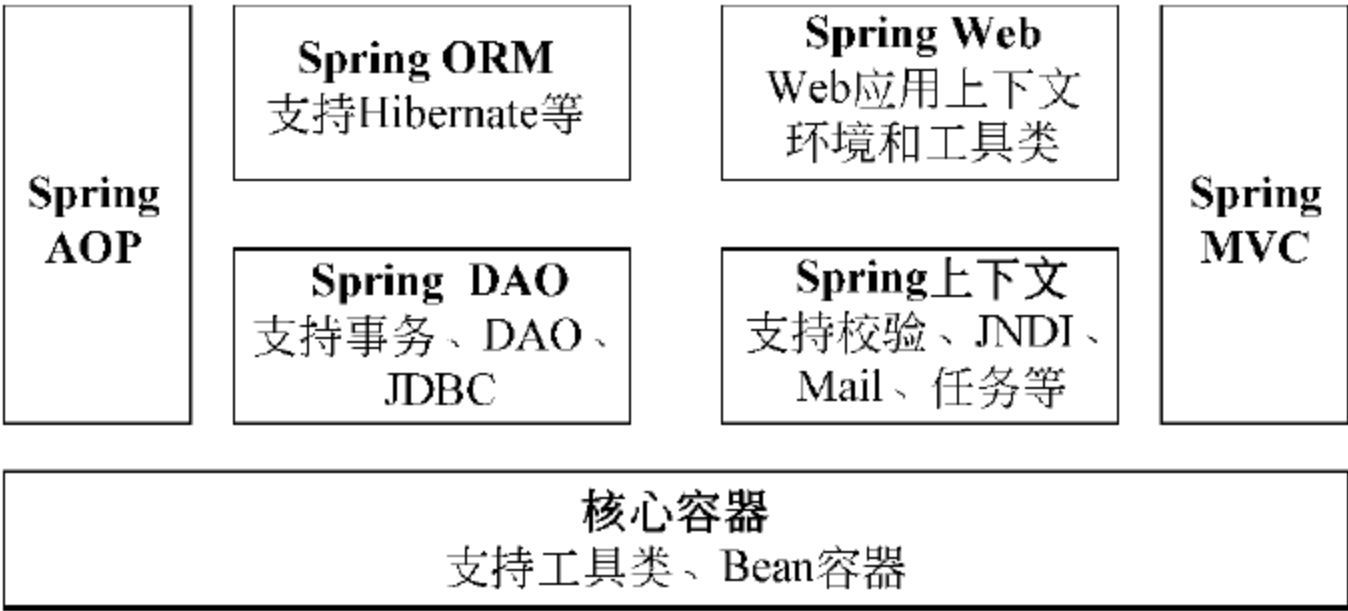 Spring
AOP
Spring ORM
支持Hibernate等
Spring Web
Web应用上下文
环境和工具类
Spring DAO
支持事务、DAO、
JDBC
Spring上下文
支持校验、JNDI、
Mail、任务等
Spring
MVC
核心容器
支持工具类、Bean容器